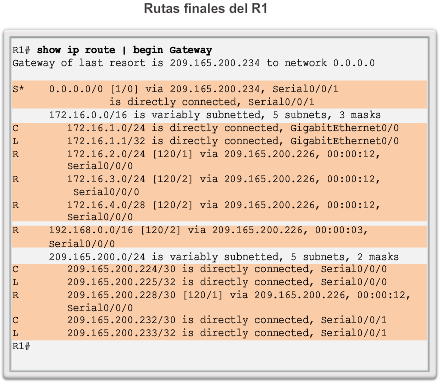 Rutas finales del R1
R1# show ip route | begin Gateway
Gateway of last resort is 209.165.200.234 to network 0.0.0.0
S* 0.0.0.0/0 [1/0] via 209.165.200.234, Serial0/0/1
is directly connected, Serial0/0/1
172.16.0.0/16 is variably subnetted, 5 subnets, 3 masks
C 172.16.1.0/24 is directly connected, GigabitEthernet0/0
L 172.16.1.1/32 is directly connected, GigabitEthernet0/0
R 172.16.2.0/24 [120/1] via 209.165.200.226, 00:00:12,
Serial0/0/0
R 172.16.3.0/24 [120/2] via 209.165.200.226, 00:00:12,
Serial0/0/0
R 172.16.4.0/28 [120/2] via 209.165.200.226, 00:00:12,
Serial0/0/0
R 192.168.0.0/16 [120/2] via 209.165.200.226, 00:00:03,
Serial0/0/0
209.165.200.0/24 is variably subnetted, 5 subnets, 2 masks
C 209.165.200.224/30 is directly connected, Serial0/0/0
L 209.165.200.225/32 is directly connected, Serial0/0/0
R 209.165.200.228/30 [120/1] via 209.165.200.226, 00:00:12,
Serial0/0/0
C 209.165.200.232/30 is directly connected, Serial0/0/1
L 209.165.200.233/32 is directly connected, Serial0/0/1
R1#